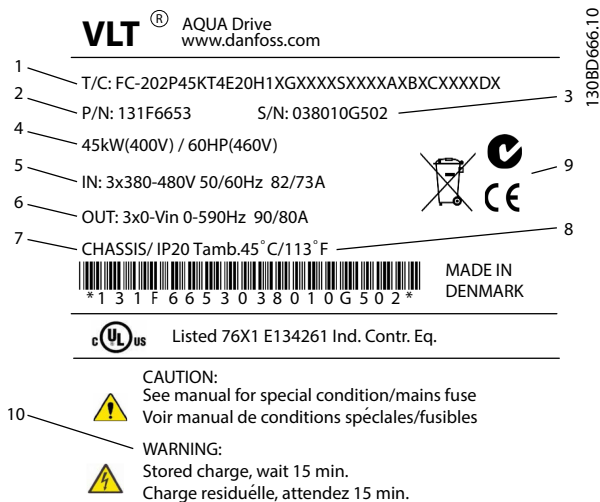 VLT ® AQUA Drive
www.danfoss.com
130BD666.10
1 T/C: FC-202P45KT4E20H1XGXXXXSXXXXAXBXCXXXXDX
2 P/N: 131F6653 S/N: 038010G502 3
4 45kW(400V) / 60HP(460V)
5 IN: 3x380-480V 50/60Hz 82/73A
6 OUT: 3x0-Vin 0-590Hz 90/80A
9
CE
7 CHASSIS/ IP20 Tamb.45˚C/113˚F 8
*131F6653038010G502*
MADE IN
DENMARK
c UL us Listed 76X1 E134261 Ind. Contr. Eq.
CAUTION:
See manual for special condition/mains fuse
Voir manual de conditions spéclales/fusibles
10
WARNING:
Stored charge, wait 15 min.
Charge residuélle, attendez 15 min.